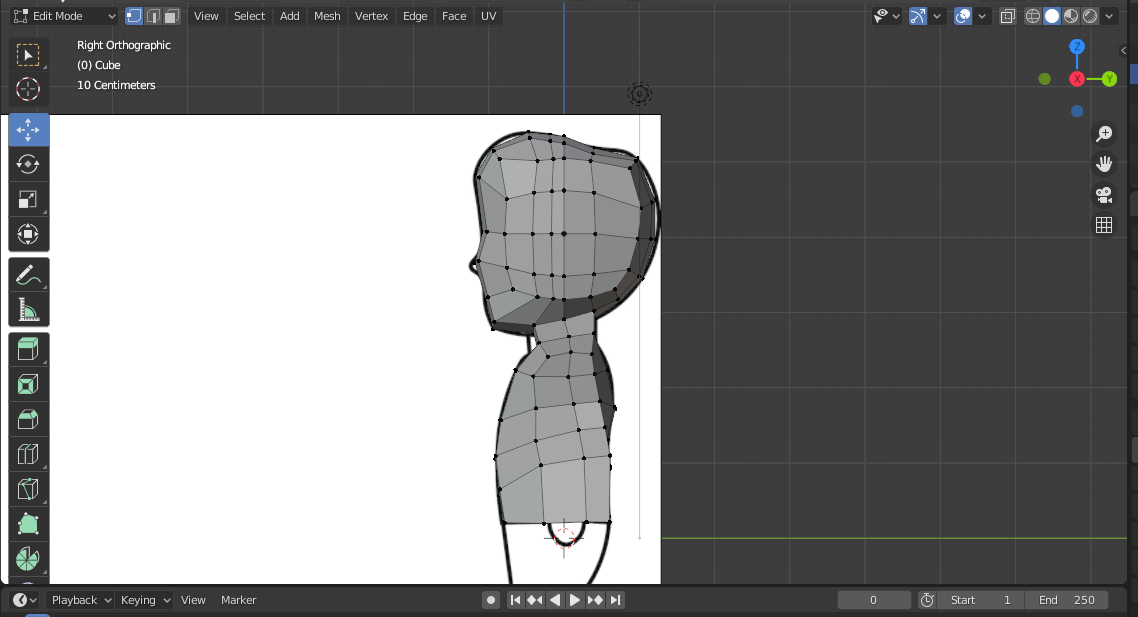 Edit Mode View Select Add Mesh Vertex Edge Face UV
Right Orthographic
(0) Cube
10 Centimeters
Z
X
Y
Playback Keying View Marker 0 Start 1 End 250